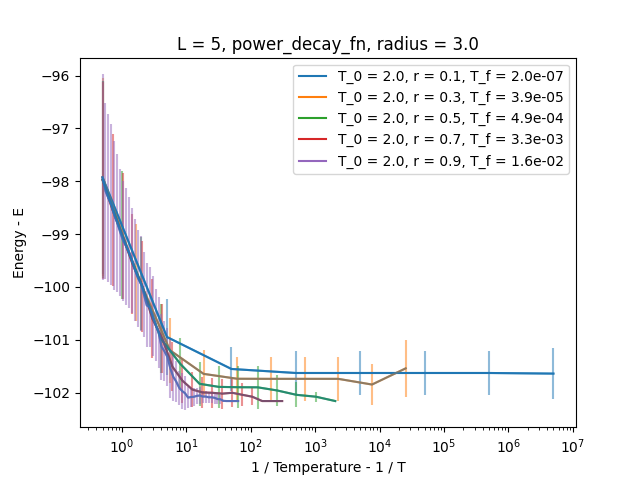 L = 5, power_decay_fn, radius = 3.0
T_0 = 2.0, r = 0.1, T_f = 2.0e-07
T_0 = 2.0, r = 0.3, T_f = 3.9e-05
T_0 = 2.0, r = 0.5, T_f = 4.9e-04
T_0 = 2.0, r = 0.7, T_f = 3.3e-03
T_0 = 2.0, r = 0.9, T_f = 1.6e-02
Energy - E
−96
−97
−98
−99
−100
−101
−102
10⁰ 10¹ 10² 10³ 10⁴ 10⁵ 10⁶ 10⁷
1 / Temperature - 1 / T